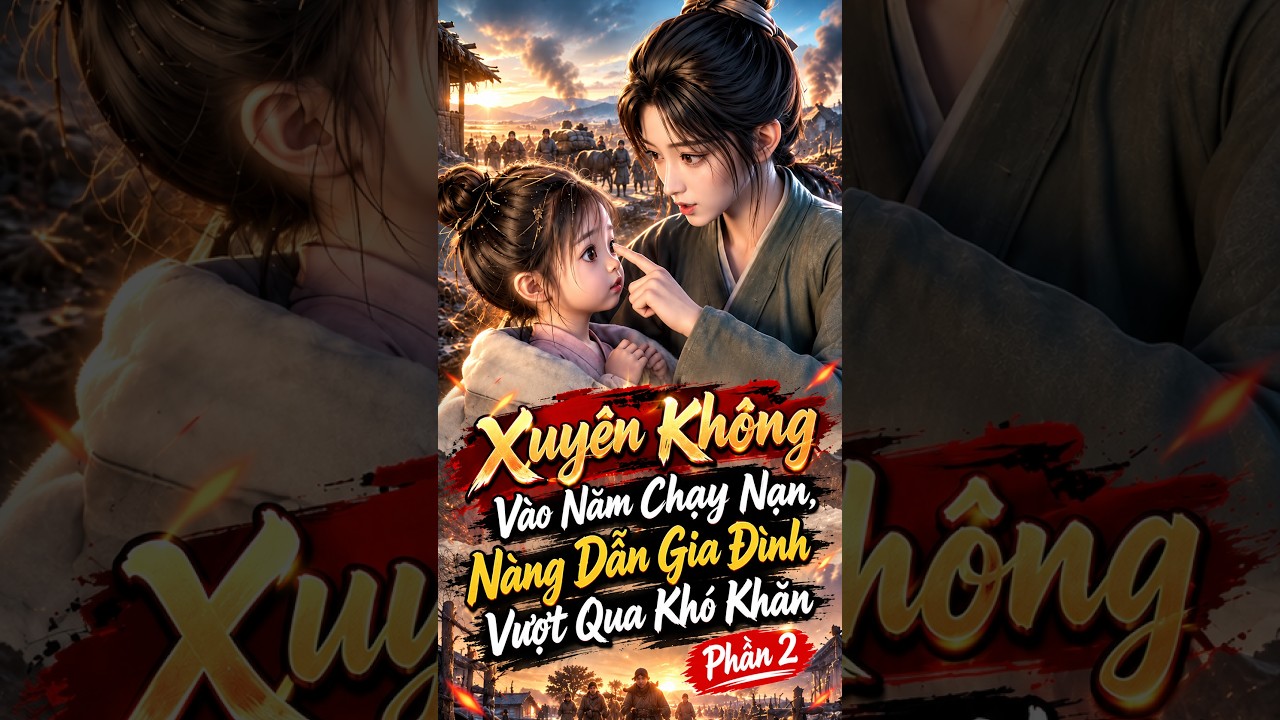 Xuyên Không
Vào Năm Chạy Nạn,
Nàng Dẫn Gia Đình
Vượt Qua Khó Khăn
Phần 2